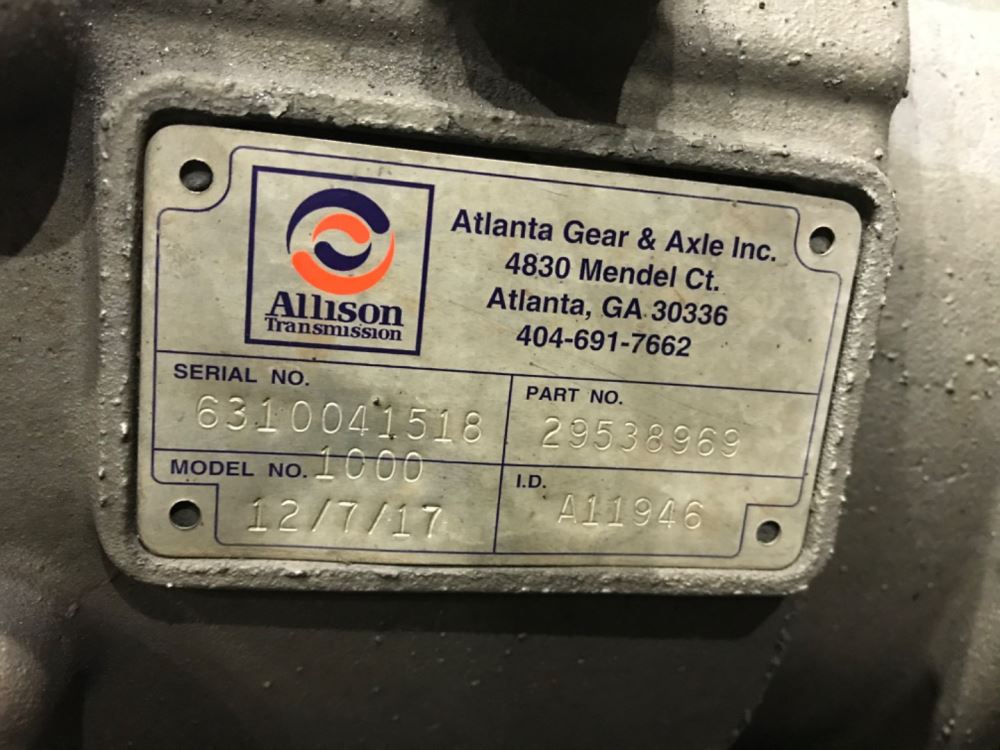 Allison
Transmission
Atlanta Gear & Axle Inc.
4830 Mendel Ct.
Atlanta, GA 30336
404-691-7662
SERIAL NO.
6310041518
PART NO.
29538969
MODEL NO. 1000
12/7/17
I.D.
A11946